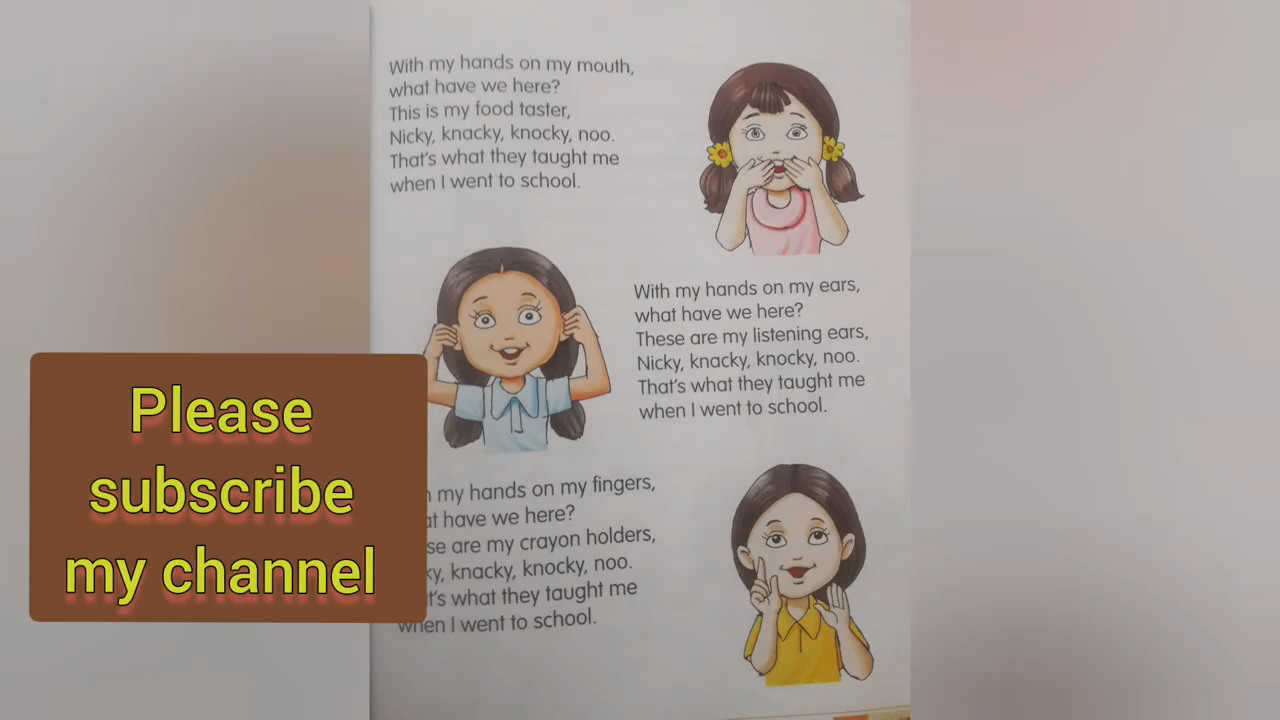 With my hands on my mouth,
what have we here?
This is my food taster,
Nicky, knacky, knocky, noo.
That's what they taught me
when I went to school.
With my hands on my ears,
what have we here?
These are my listening ears,
Nicky, knacky, knocky, noo.
That's what they taught me
when I went to school.
my hands on my fingers,
have we here?
are my crayon holders,
knacky, knocky, noo.
what they taught me
when I went to school.
Please
subscribe
my channel